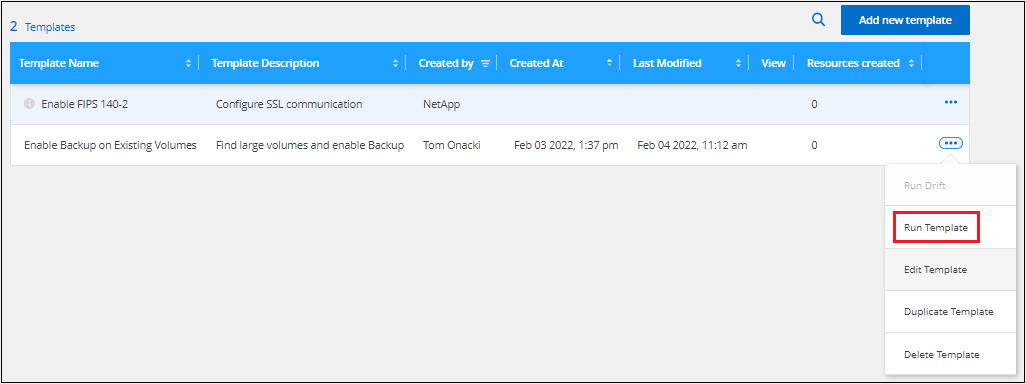 2 Templates
Add new template
Template Name Template Description Created by Created At Last Modified View Resources created
Enable FIPS 140-2 Configure SSL communication NetApp 0
Enable Backup on Existing Volumes Find large volumes and enable Backup Tom Onacki Feb 03 2022, 1:37 pm Feb 04 2022, 11:12 am 0
Run Drift
Run Template
Edit Template
Duplicate Template
Delete Template